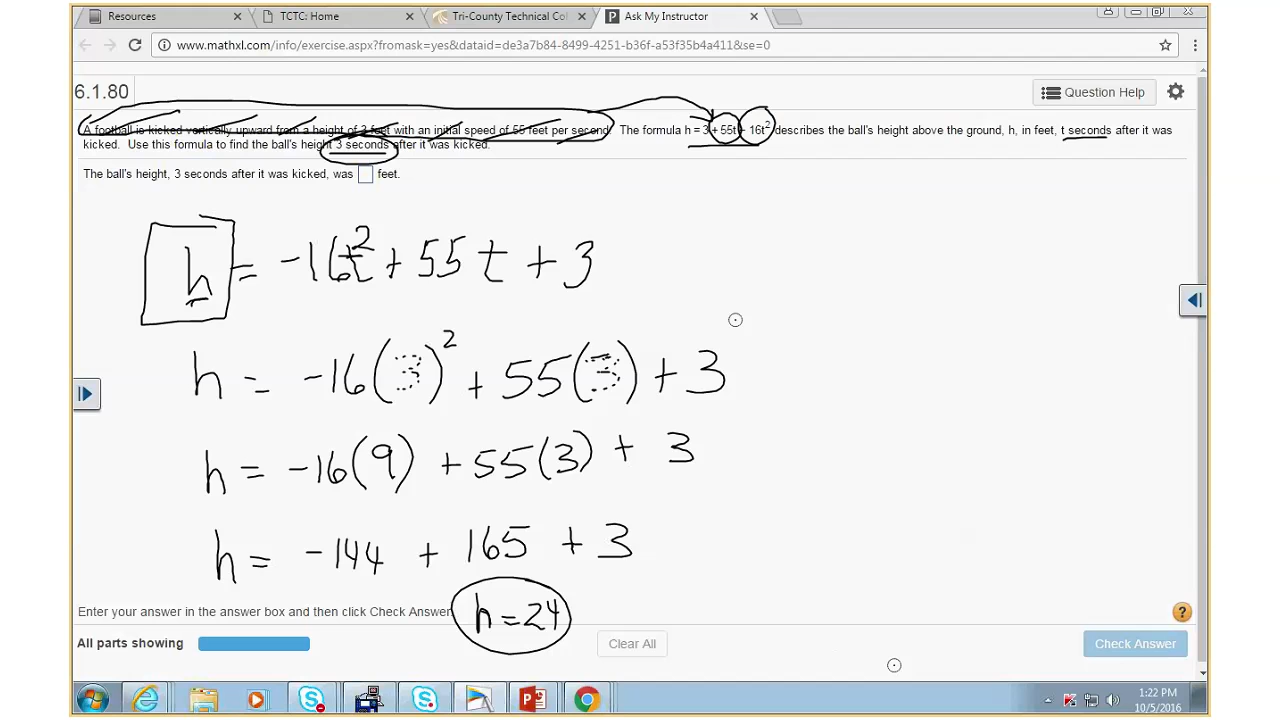 Resources
TCTC: Home
Tri-County Technical Col
Ask My Instructor
www.mathxl.com/info/exercise.aspx?fromask=yes&dataid=de3a7b84-8499-4251-b36f-a53f35b4a411&se=0
6.1.80
Question Help
A football is kicked vertically upward from a height of 3 feet with an initial speed of 55 feet per second. The formula h = 3 + 55t - 16t² describes the ball's height above the ground, h, in feet, t seconds after it was
kicked. Use this formula to find the ball's height 3 seconds after it was kicked.
The ball's height, 3 seconds after it was kicked, was feet.
h = -16t² + 55t + 3
h = -16(3)² + 55(3) + 3
h = -16(9) + 55(3) + 3
h = -144 + 165 + 3
h = 24
Enter your answer in the answer box and then click Check Answer.
?
All parts showing
Clear All
Check Answer
1:22 PM
10/5/2016